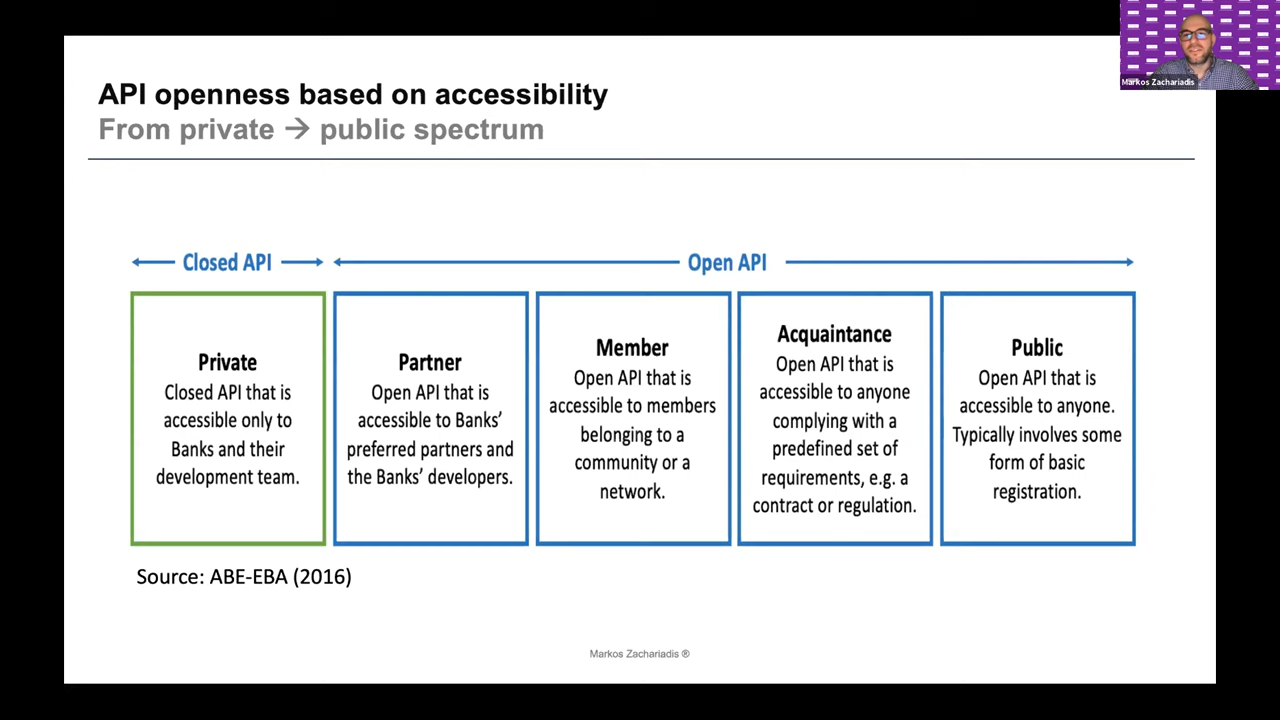 API openness based on accessibility
From private → public spectrum
Markos Zachariadis
Closed API
Open API
Private
Closed API that is
accessible only to
Banks and their
development team.
Partner
Open API that is
accessible to Banks’
preferred partners and
the Banks’ developers.
Member
Open API that is
accessible to members
belonging to a
community or a
network.
Acquaintance
Open API that is
accessible to anyone
complying with a
predefined set of
requirements, e.g. a
contract or regulation.
Public
Open API that is
accessible to anyone.
Typically involves some
form of basic
registration.
Source: ABE-EBA (2016)
Markos Zachariadis ®